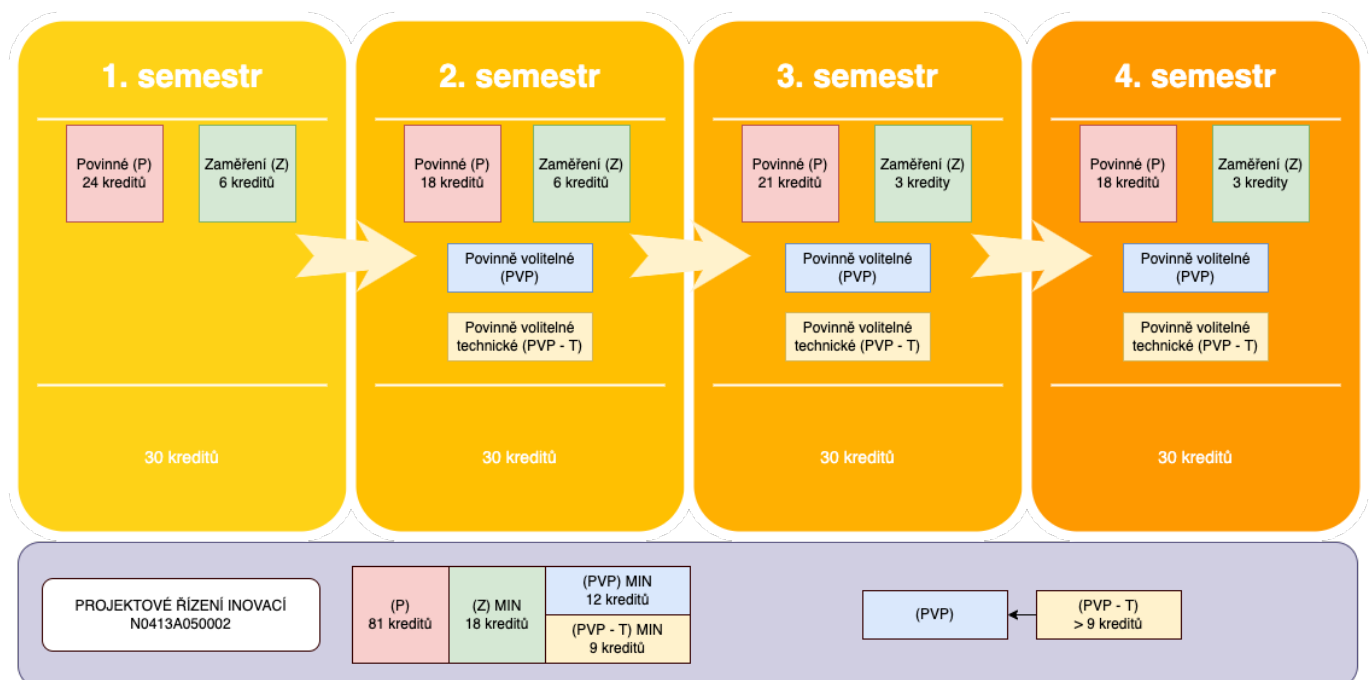 1. semestr
Povinné (P)
24 kreditů
Zaměření (Z)
6 kreditů
30 kreditů
2. semestr
Povinné (P)
18 kreditů
Zaměření (Z)
6 kreditů
Povinně volitelné
(PVP)
Povinně volitelné
technické (PVP - T)
30 kreditů
3. semestr
Povinné (P)
21 kreditů
Zaměření (Z)
3 kredity
Povinně volitelné
(PVP)
Povinně volitelné
technické (PVP - T)
30 kreditů
4. semestr
Povinné (P)
18 kreditů
Zaměření (Z)
3 kredity
Povinně volitelné
(PVP)
Povinně volitelné
technické (PVP - T)
30 kreditů
PROJEKTOVÉ ŘÍZENÍ INOVACÍ
N0413A050002
(P)
81 kreditů
(Z) MIN
18 kreditů
(PVP) MIN
12 kreditů
(PVP - T) MIN
9 kreditů
(PVP)
(PVP - T)
> 9 kreditů